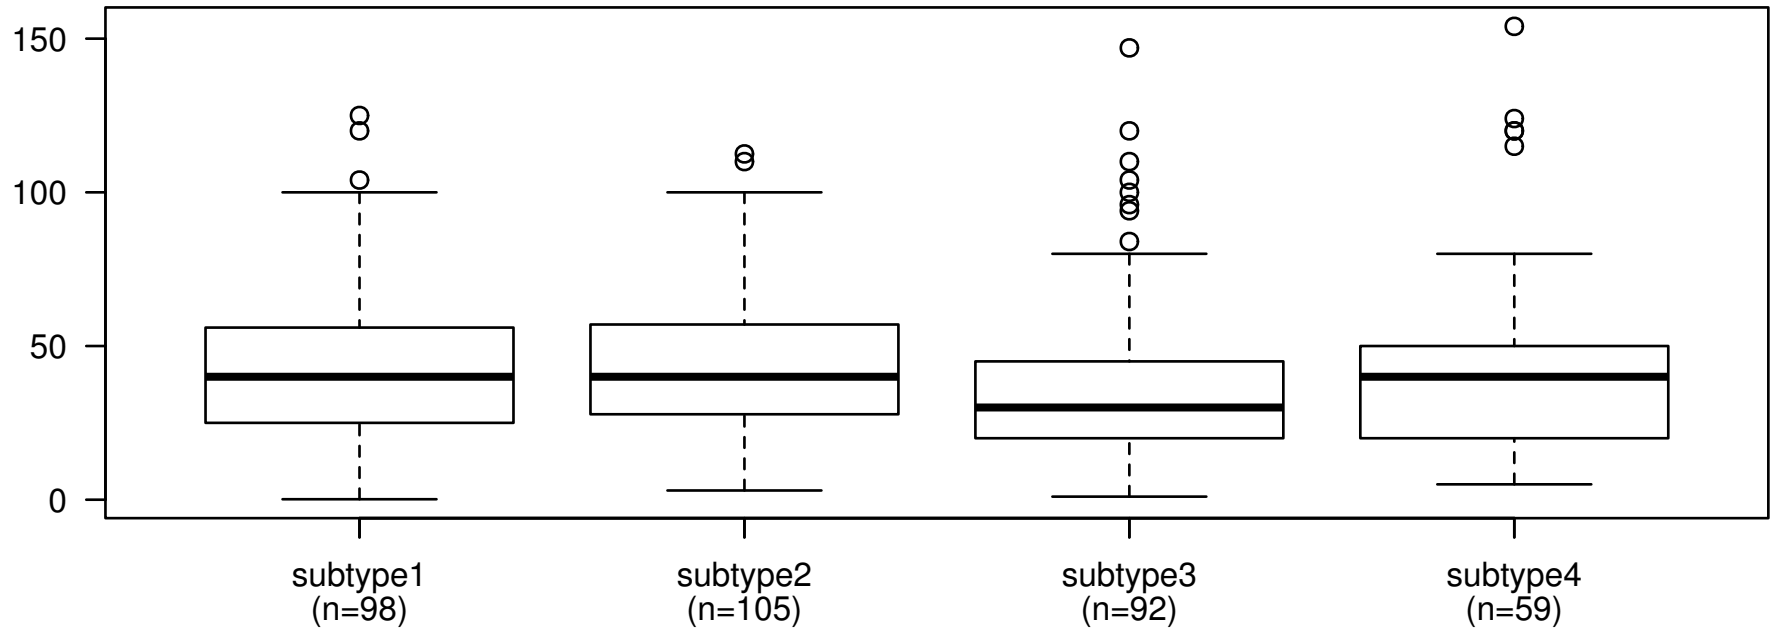 150
100
50
0
subtype1 subtype2 subtype3 subtype4
(n=98) (n=105) (n=92) (n=59)